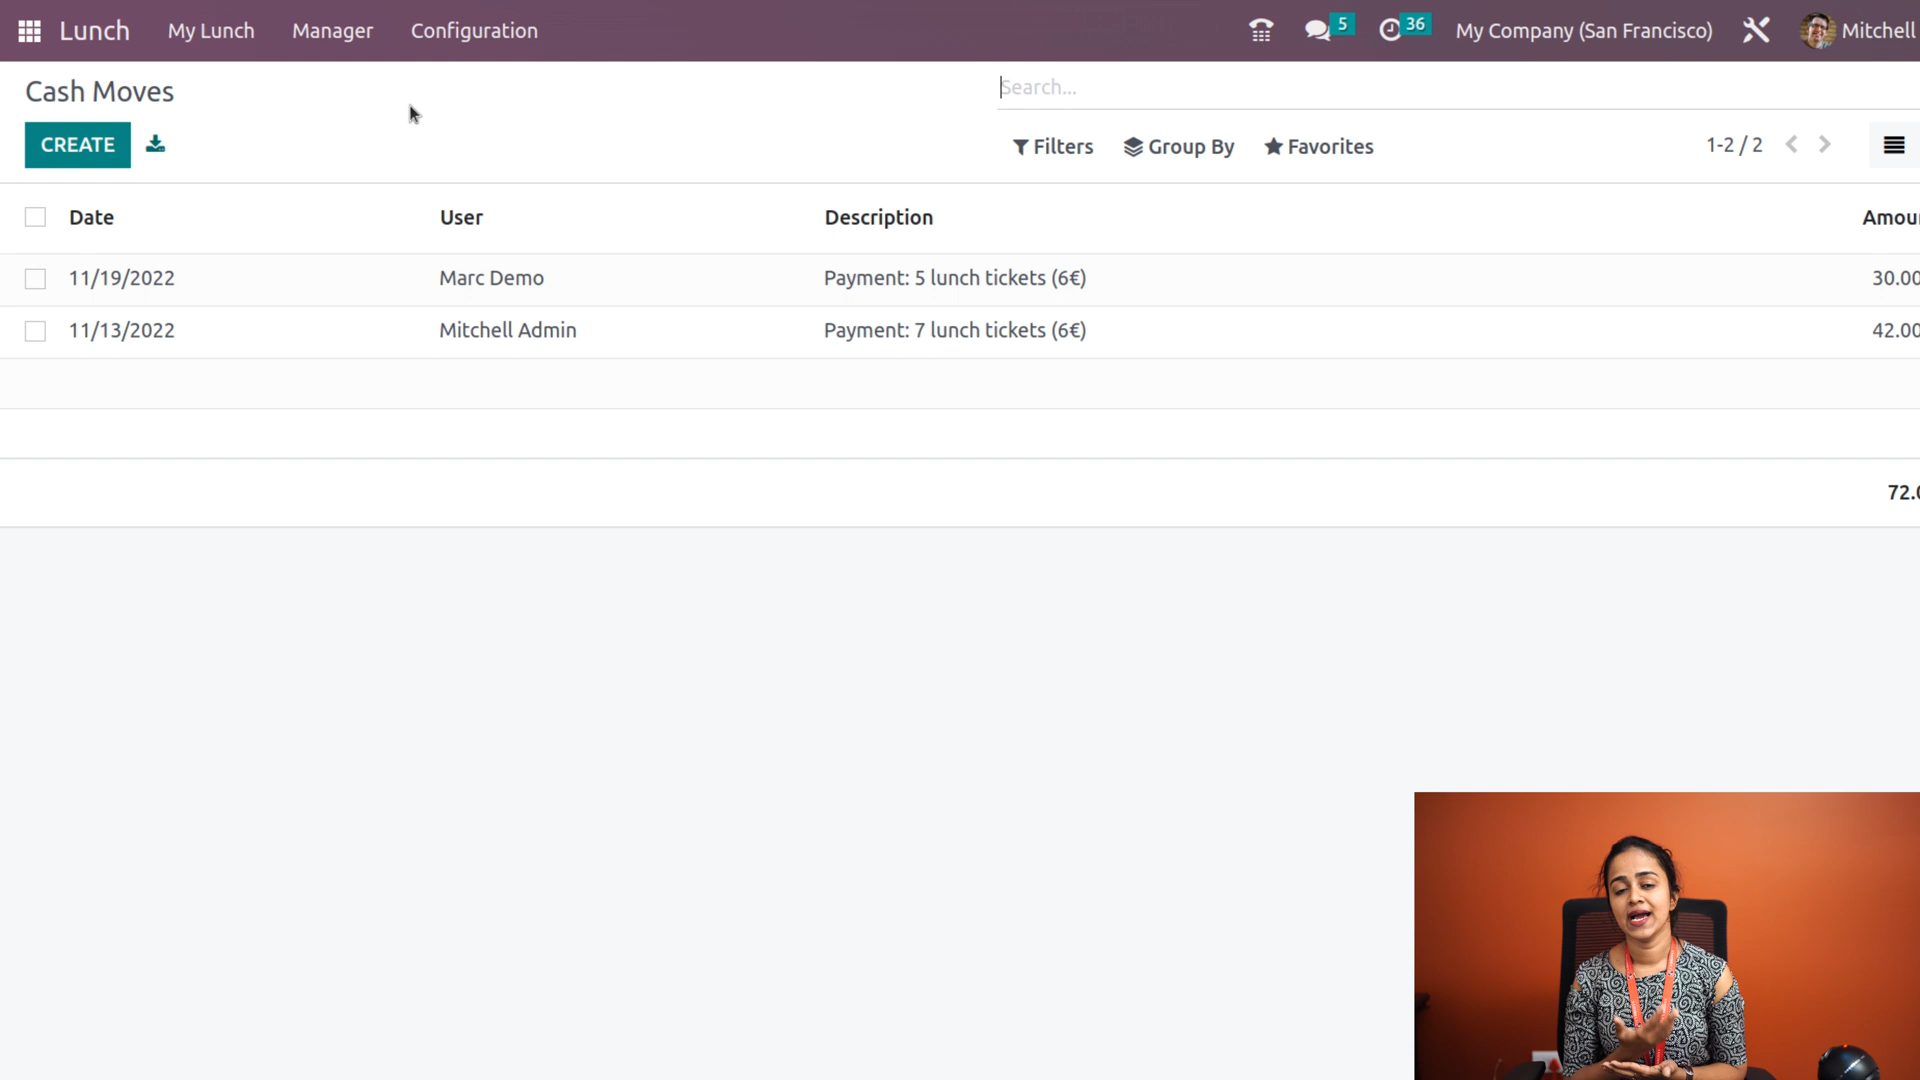 Lunch My Lunch Manager Configuration 5 36 My Company (San Francisco) Mitchell
Cash Moves
Search...
CREATE
Filters Group By Favorites 1-2 / 2
Date User Description Amou
11/19/2022 Marc Demo Payment: 5 lunch tickets (6€) 30.00
11/13/2022 Mitchell Admin Payment: 7 lunch tickets (6€) 42.00
72.0